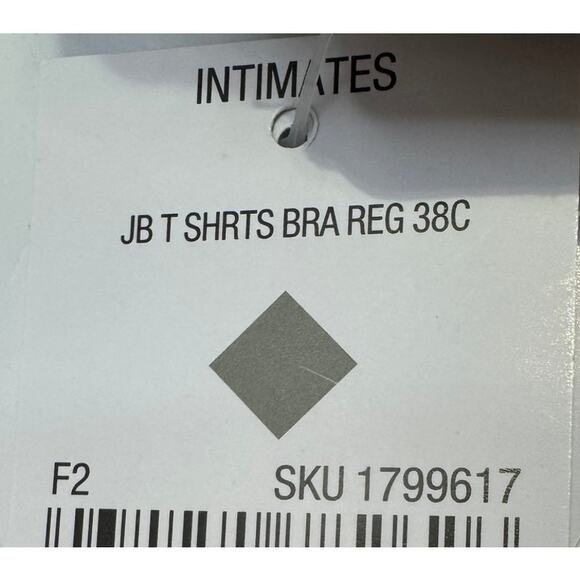 INTIMATES
JB T SHRTS BRA REG 38C
F2 SKU 1799617